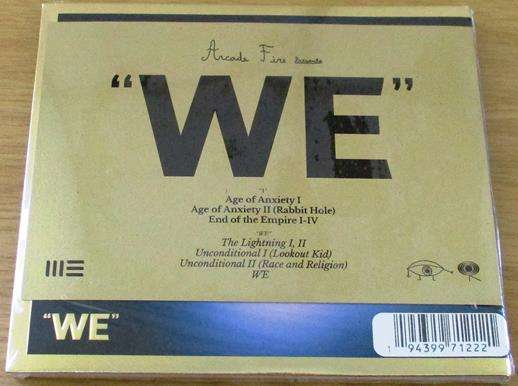 Arcade Fire Presents
“WE”
"I"
Age of Anxiety I
Age of Anxiety II (Rabbit Hole)
End of the Empire I-IV
"WE"
The Lightning I, II
Unconditional I (Lookout Kid)
Unconditional II (Race and Religion)
WE
“WE”
1 94399 71222